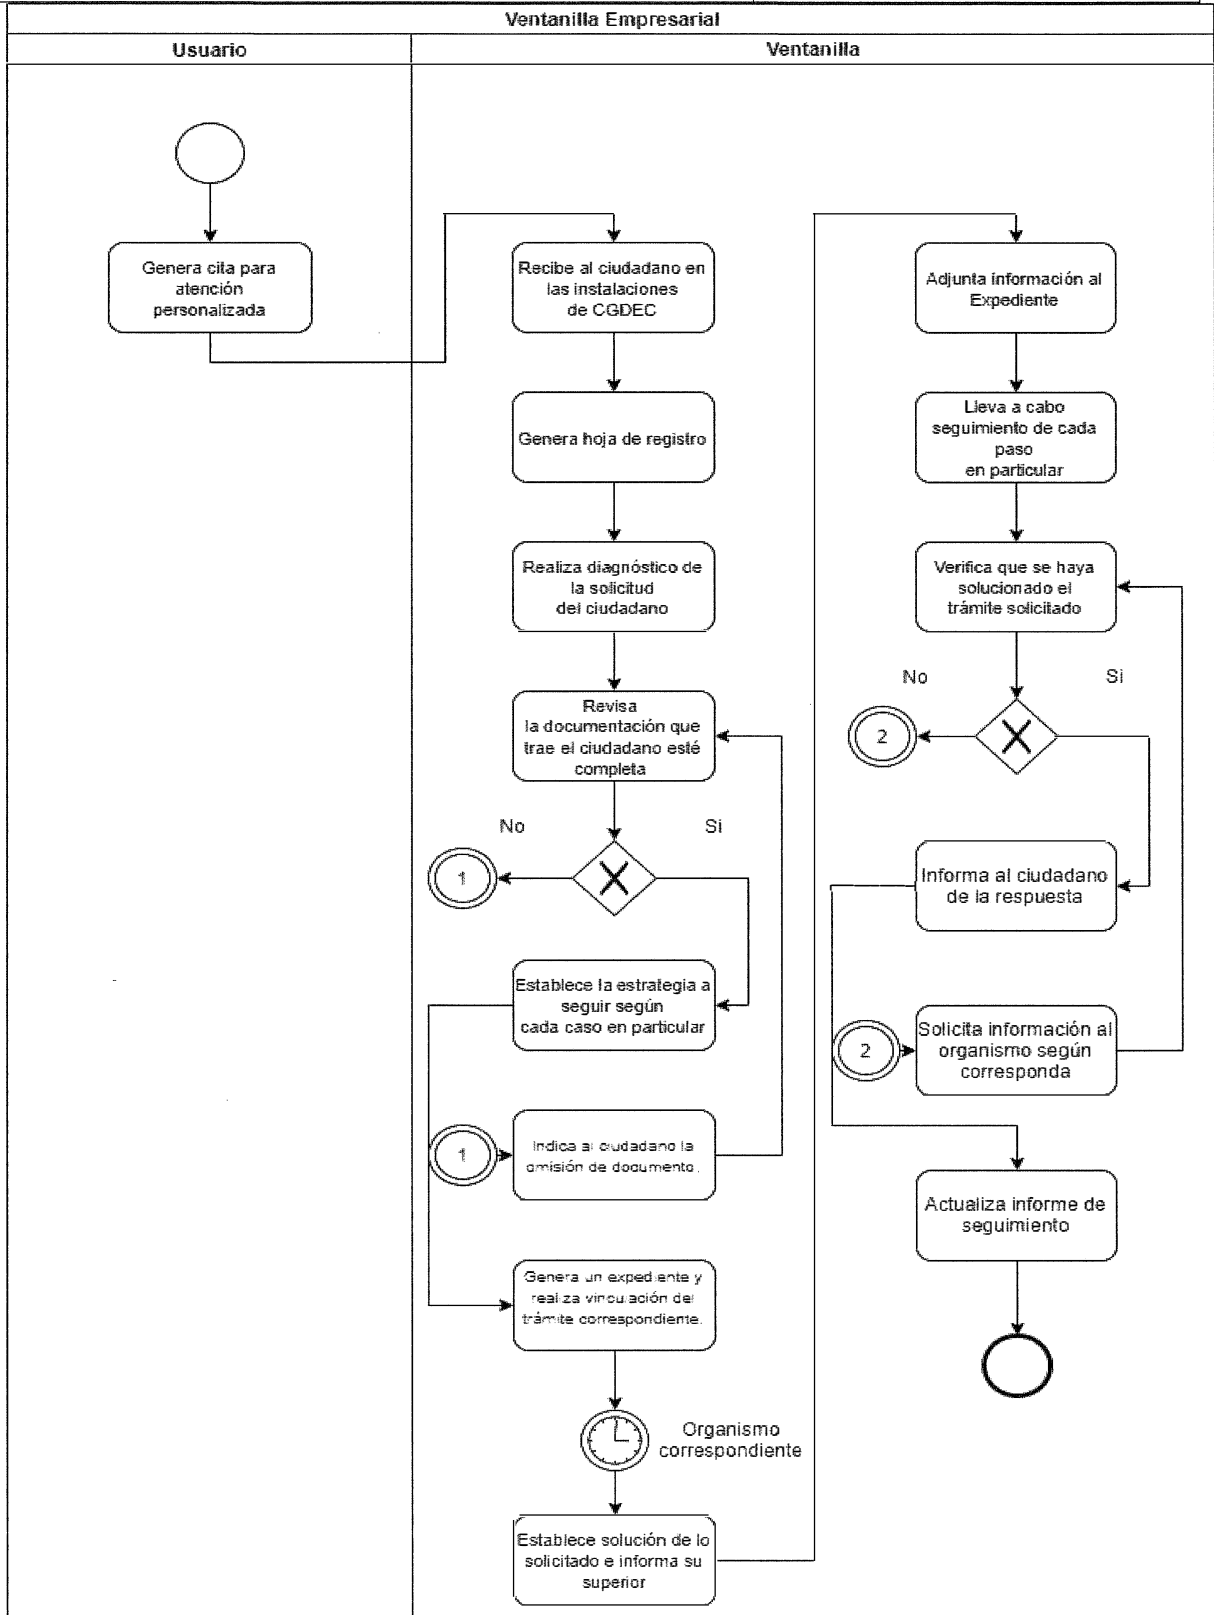 Ventanilla Empresarial
Usuario
Ventanilla
Genera cita para
atención
personalizada
Recibe al ciudadano en
las instalaciones
de CGDEC
Genera hoja de registro
Realiza diagnóstico de
la solicitud
del ciudadano
Revisa
la documentación que
trae el ciudadano esté
completa
No
Si
1
Establece la estrategia a
seguir según
cada caso en particular
1
Indica al ciudadano la
omisión de documento.
Genera un expediente y
realiza vinculación del
trámite correspondiente.
Organismo
correspondiente
Establece solución de lo
solicitado e informa su
superior
Adjunta información al
Expediente
Lleva a cabo
seguimiento de cada
paso
en particular
Verifica que se haya
solucionado el
trámite solicitado
No
Si
2
Informa al ciudadano
de la respuesta
2
Solicita información al
organismo según
corresponda
Actualiza informe de
seguimiento